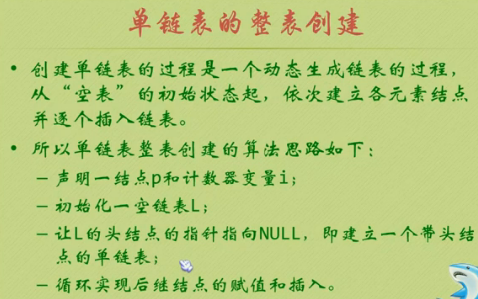 单链表的整表创建
• 创建单链表的过程是一个动态生成链表的过程，
从“空表”的初始状态起，依次建立各元素结点
并逐个插入链表。
• 所以单链表整表创建的算法思路如下：
– 声明一结点p和计数器变量i；
– 初始化一空链表L；
– 让L的头结点的指针指向NULL，即建立一个带头结
点的单链表；
– 循环实现后继结点的赋值和插入。